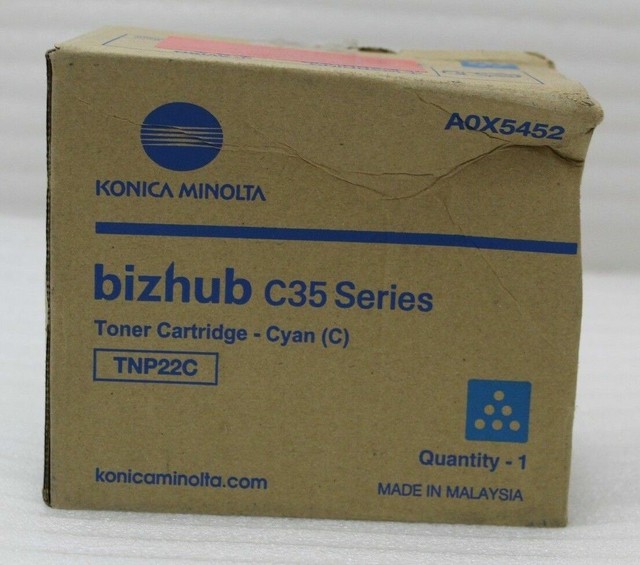 A0X5452
KONICA MINOLTA
bizhub C35 Series
Toner Cartridge - Cyan (C)
TNP22C
Quantity - 1
konicaminolta.com
MADE IN MALAYSIA